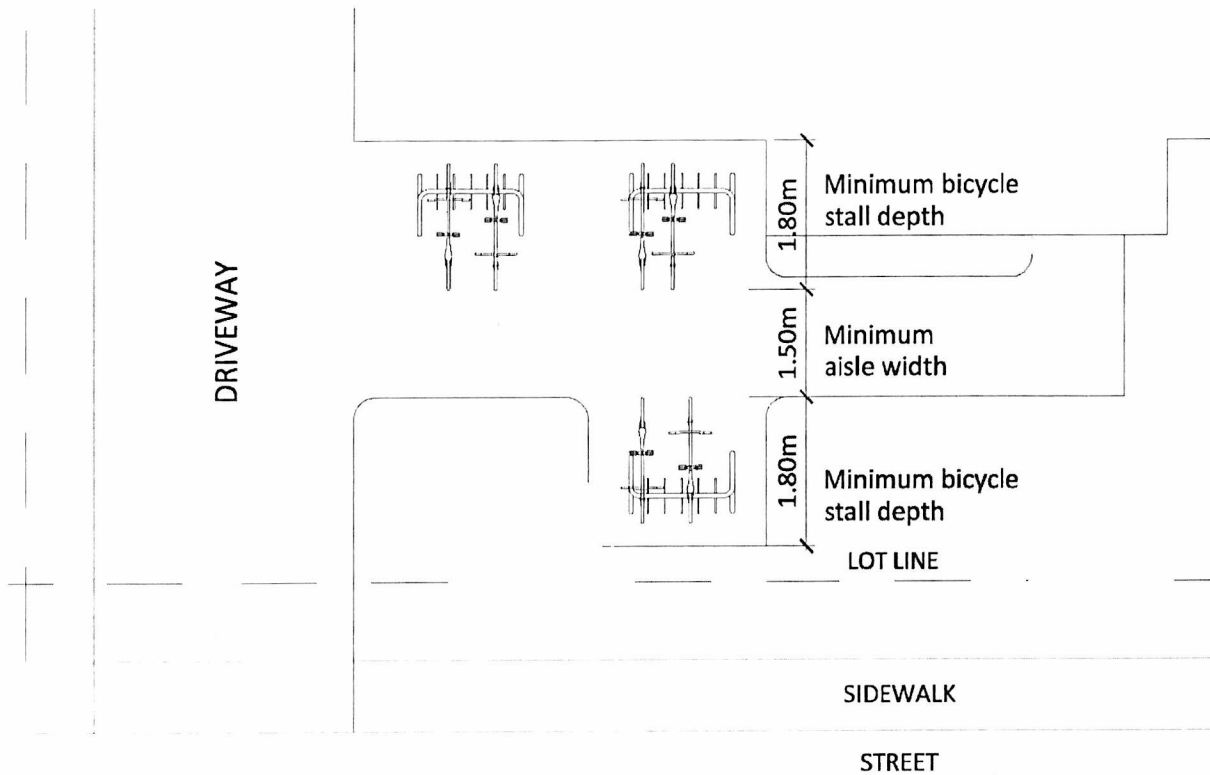 DRIVEWAY
1.80m
Minimum bicycle
stall depth
1.50m
Minimum
aisle width
1.80m
Minimum bicycle
stall depth
LOT LINE
SIDEWALK
STREET